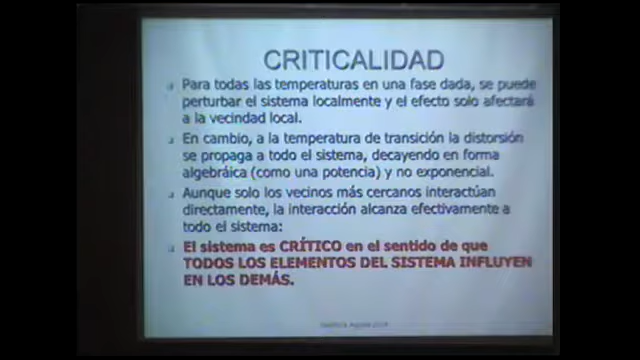 CRITICALIDAD
Para todas las temperaturas en una fase dada, se puede
perturbar el sistema localmente y el efecto solo afectará
a la vecindad local.
En cambio, a la temperatura de transición la distorsión
se propaga a todo el sistema, decayendo en forma
algebráica (como una potencia) y no exponencial.
Aunque solo los vecinos más cercanos interactúan
directamente, la interacción alcanza efectivamente a
todo el sistema:
El sistema es CRÍTICO en el sentido de que
TODOS LOS ELEMENTOS DEL SISTEMA INFLUYEN
EN LOS DEMÁS.